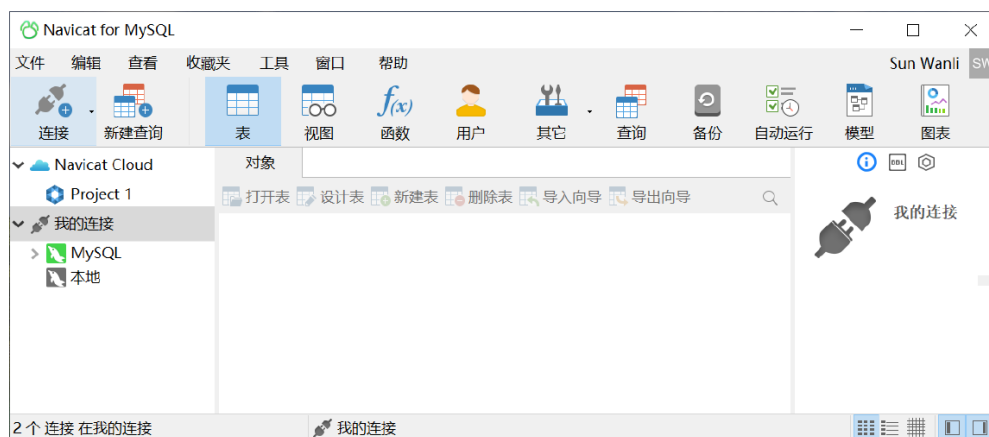 Navicat for MySQL
文件 编辑 查看 收藏夹 工具 窗口 帮助 Sun Wanli SW
f(x)
连接 新建查询 表 视图 函数 用户 其它 查询 备份 自动运行 模型 图表
Navicat Cloud
对象
DDL
Project 1
打开表 设计表 新建表 删除表 导入向导 导出向导
我的连接
我的连接
MySQL
本地
2 个 连接 在我的连接 我的连接